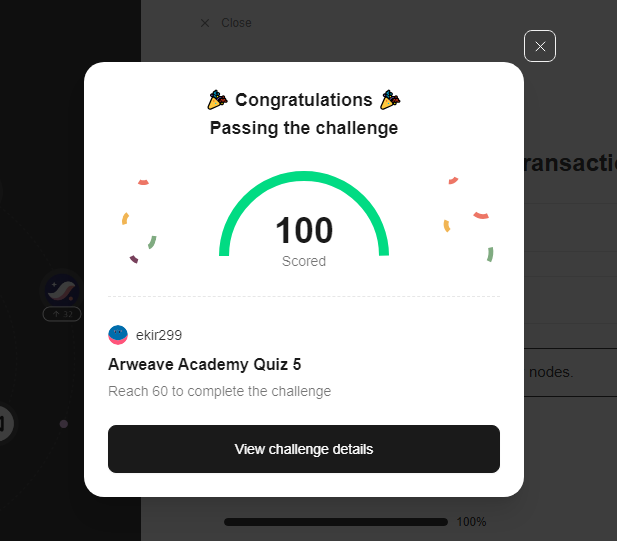 Close
Congratulations
Passing the challenge
100
Scored
ekir299
Arweave Academy Quiz 5
Reach 60 to complete the challenge
View challenge details
nodes.
100%